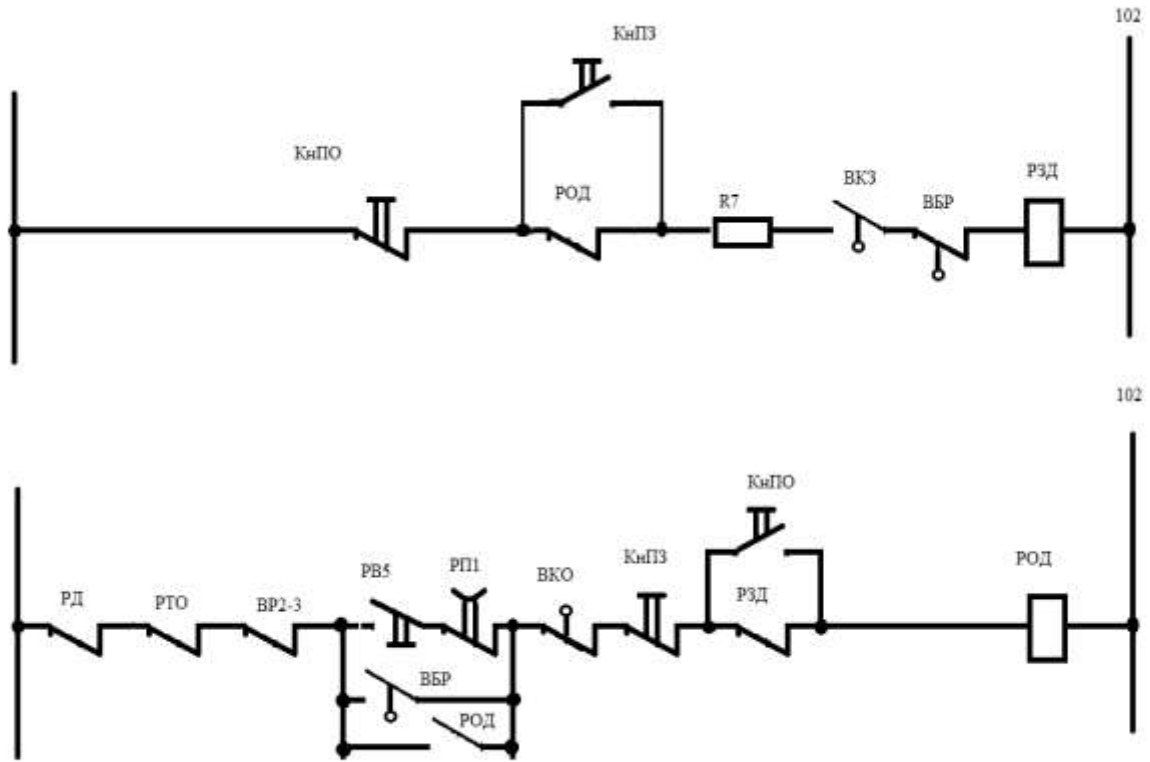 102
КнПЗ
КнПО
РОД
R7
ВКЗ
ВБР
РЗД
102
КнПО
РД
РТО
ВР2-3
РВ5
РП1
ВКО
КнПЗ
РЗД
РОД
ВБР
РОД